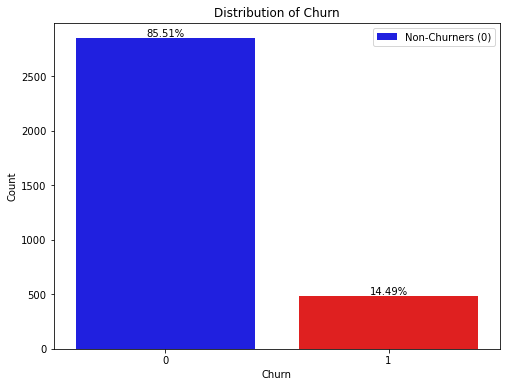 Distribution of Churn
85.51%
Non-Churners (0)
2500
2000
1500
1000
500
0
14.49%
0
1
Count
Churn